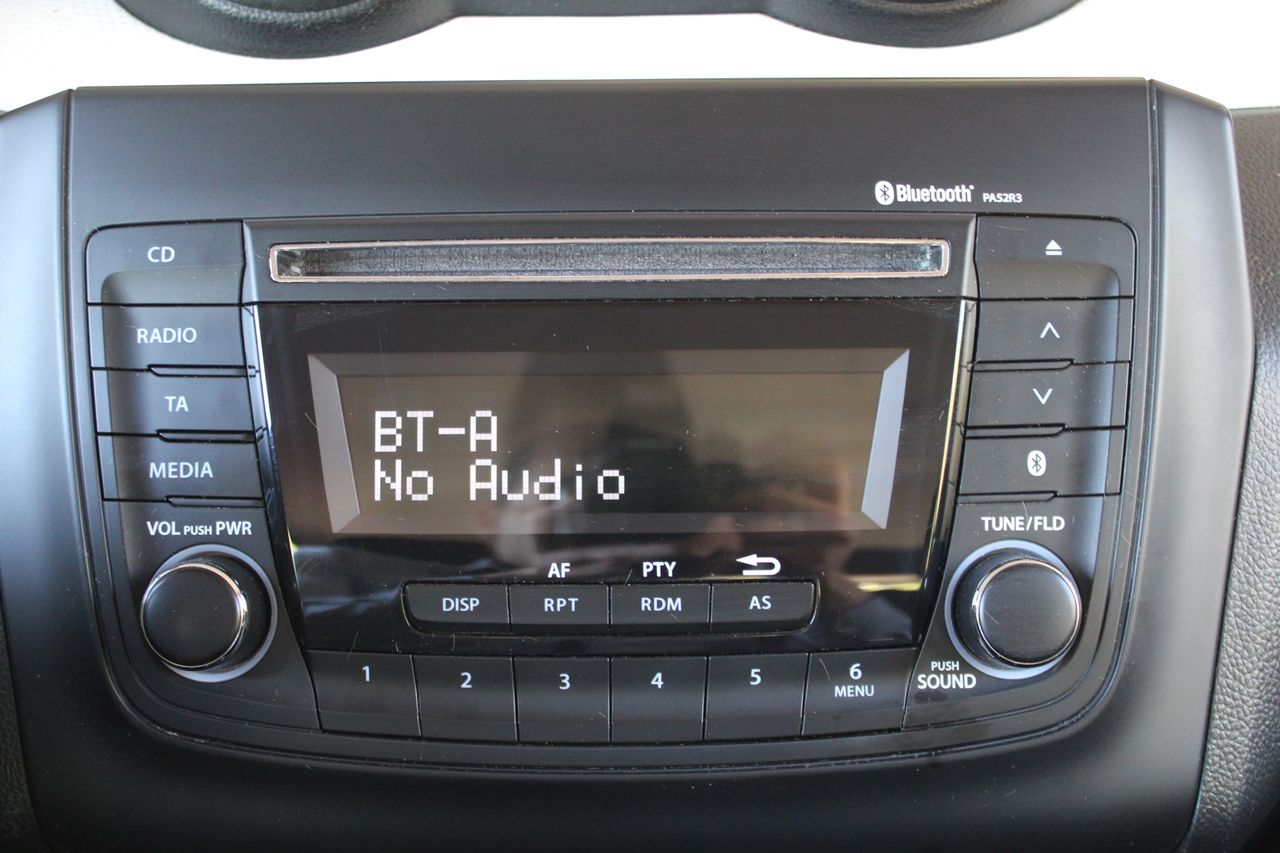 Bluetooth® PA52R3
CD
RADIO
TA
MEDIA
VOL PUSH PWR
BT-A
No Audio
TUNE/FLD
AF PTY
DISP RPT RDM AS
1 2 3 4 5 6
MENU
PUSH
SOUND